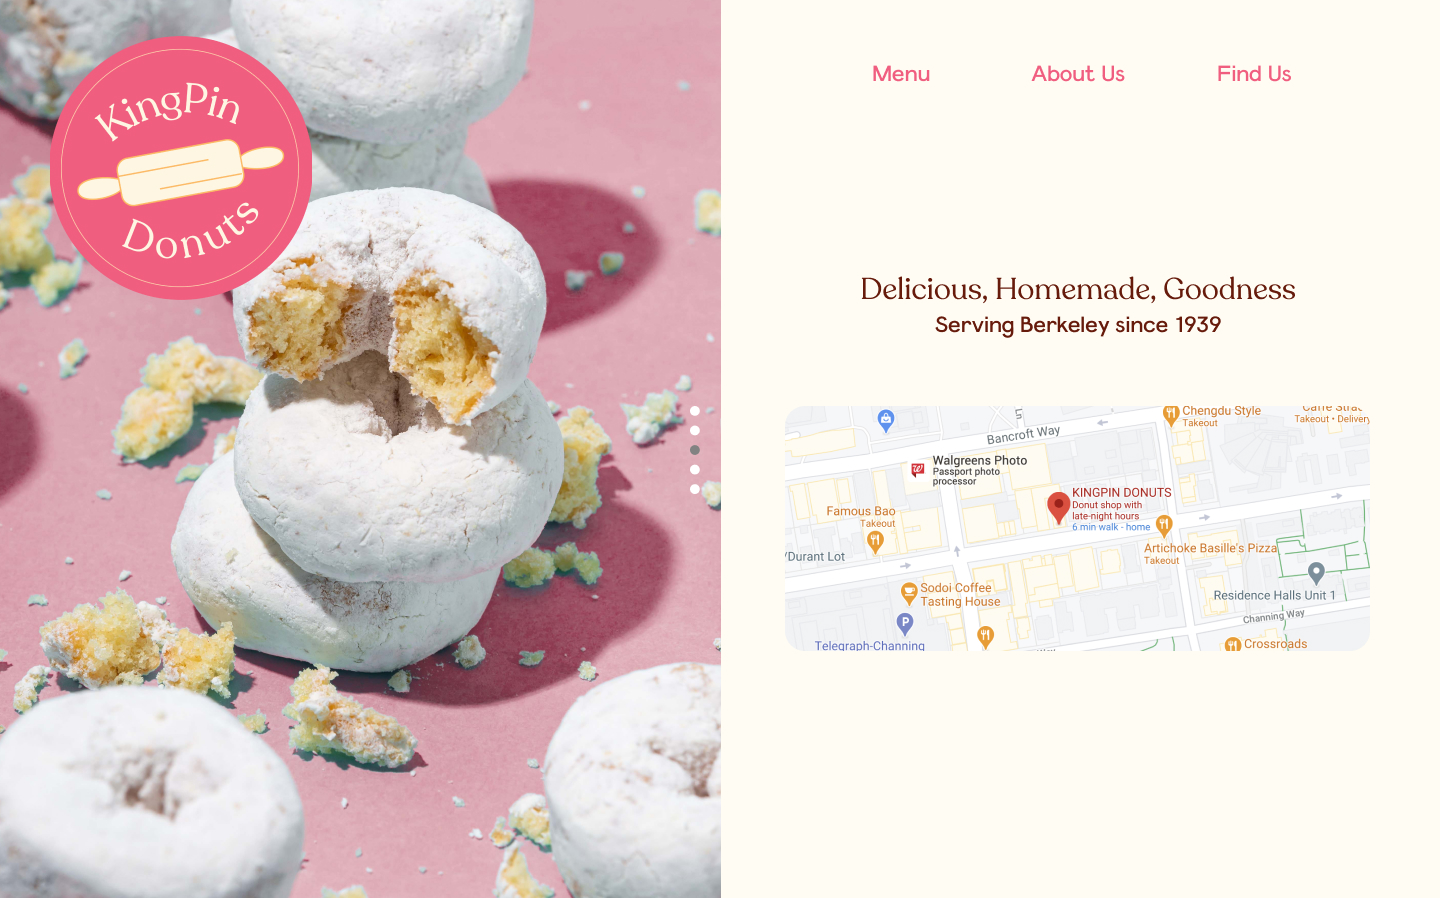 KingPin
Donuts
Menu
About Us
Find Us
Delicious, Homemade, Goodness
Serving Berkeley since 1939
Chengdu Style
Takeout
Takeout • Delivery
Bancroft Way
Walgreens Photo
Passport photo
processor
KINGPIN DONUTS
Donut shop with
late-night hours
6 min walk - home
Famous Bao
Takeout
/Durant Lot
Artichoke Basille's Pizza
Takeout
Sodoi Coffee
Tasting House
Residence Halls Unit 1
P
Channing Way
Telegraph-Channing
Crossroads